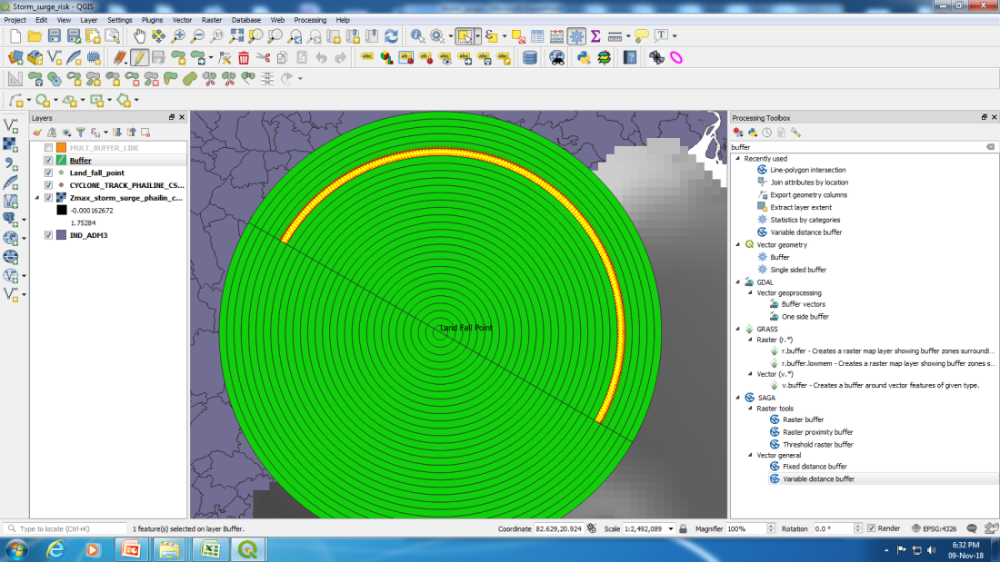 Storm_surge_risk - QGIS
Project Edit View Layer Settings Plugins Vector Raster Database Web Processing Help
Layers
MULT_BUFFER_LINE
Buffer
Land_fall_point
CYCLONE_TRACK_PHAILINE_CS...
Zmax_storm_surge_phailin_c...
-0.000162672
1.75284
IND_ADM3
Land Fall Point
Processing Toolbox
buffer
Recently used
Line-polygon intersection
Join attributes by location
Export geometry columns
Extract layer extent
Statistics by categories
Variable distance buffer
Vector geometry
Buffer
Single sided buffer
GDAL
Vector geoprocessing
Buffer vectors
One side buffer
GRASS
Raster (r.*)
r.buffer - Creates a raster map layer showing buffer zones surroundi...
r.buffer.lowmem - Creates a raster map layer showing buffer zones s...
Vector (v.*)
v.buffer - Creates a buffer around vector features of given type.
SAGA
Raster tools
Raster buffer
Raster proximity buffer
Threshold raster buffer
Vector general
Fixed distance buffer
Variable distance buffer
Type to locate (Ctrl+K) 1 feature(s) selected on layer Buffer. Coordinate 82.629,20.924 Scale 1:2,492,089 Magnifier 100% Rotation 0.0 ° Render EPSG:4326
6:32 PM
09-Nov-18